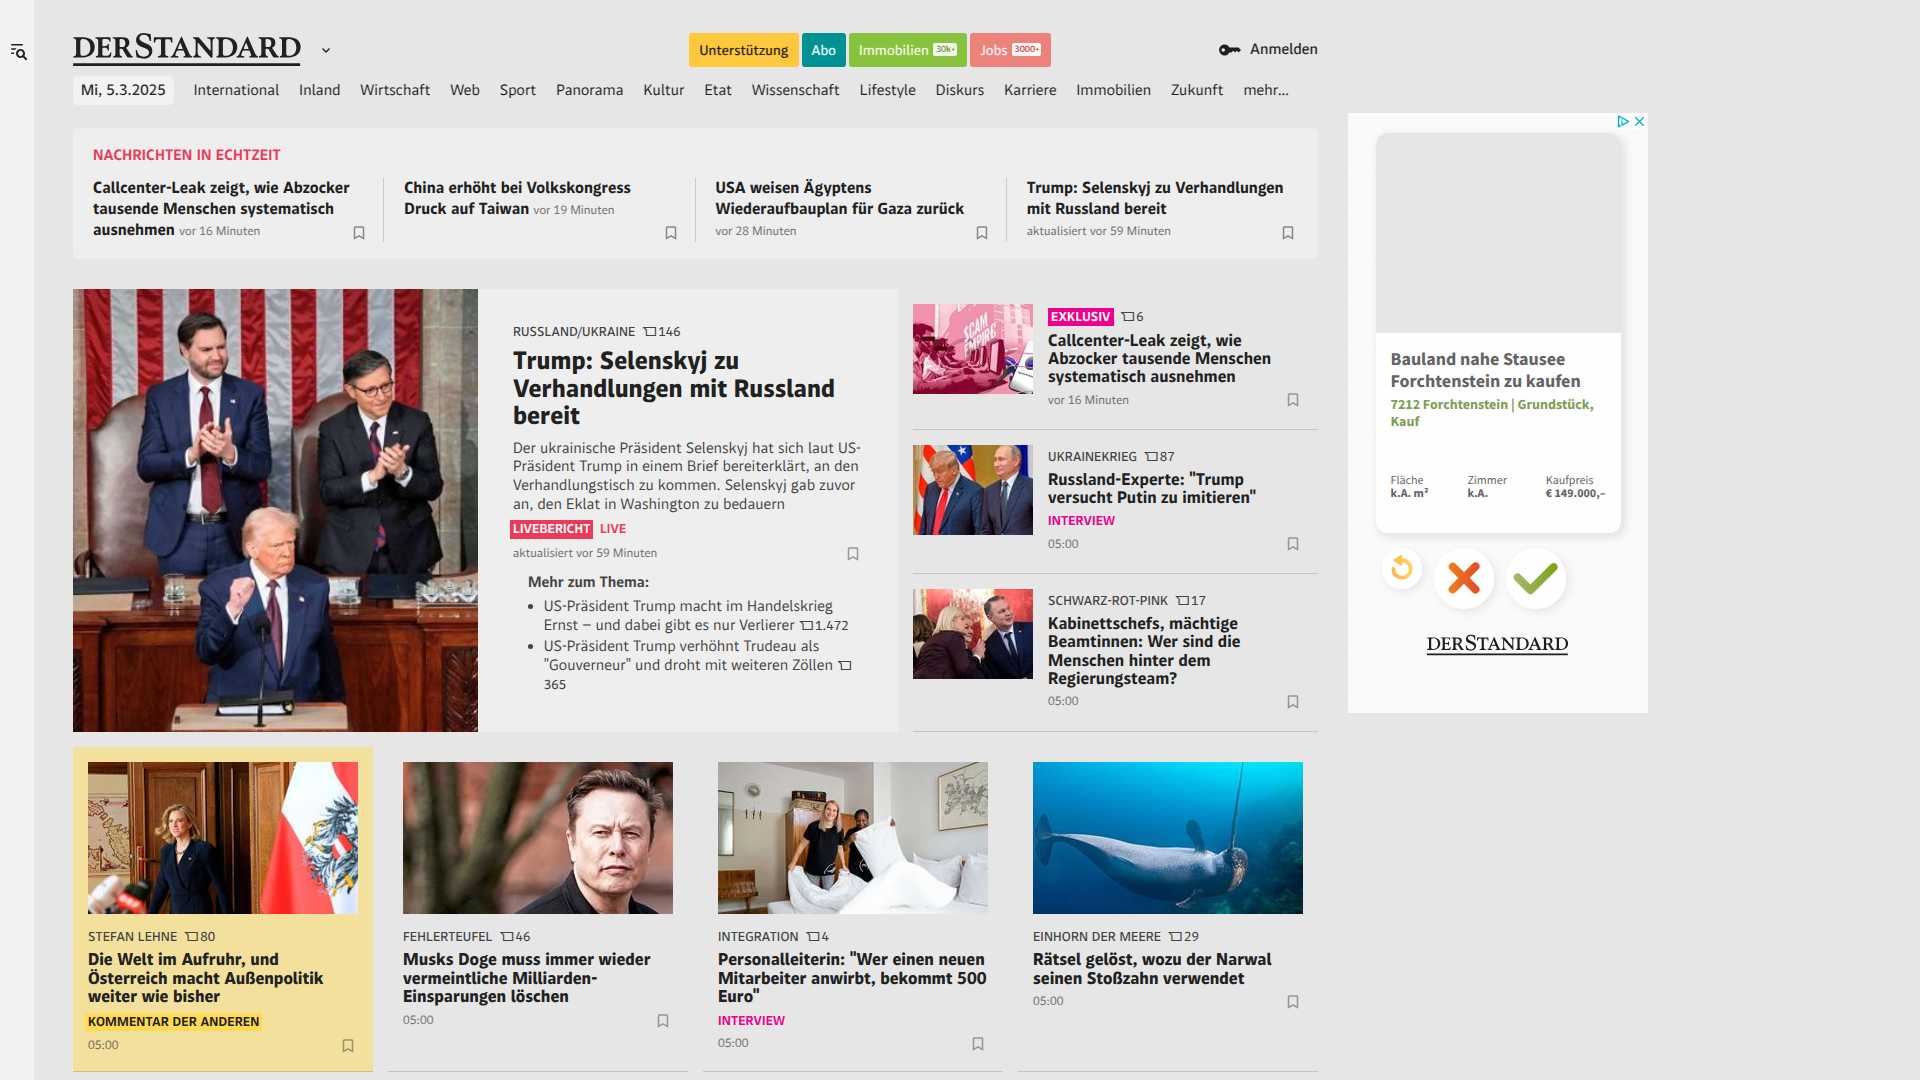 DERSTANDARD
Unterstützung
Abo
Immobilien 30k+
Jobs 3000+
Anmelden
Mi, 5.3.2025
International
Inland
Wirtschaft
Web
Sport
Panorama
Kultur
Etat
Wissenschaft
Lifestyle
Diskurs
Karriere
Immobilien
Zukunft
mehr...
NACHRICHTEN IN ECHTZEIT
Callcenter-Leak zeigt, wie Abzocker
tausende Menschen systematisch
ausnehmen vor 16 Minuten
China erhöht bei Volkskongress
Druck auf Taiwan vor 19 Minuten
USA weisen Ägyptens
Wiederaufbauplan für Gaza zurück
vor 28 Minuten
Trump: Selenskyj zu Verhandlungen
mit Russland bereit
aktualisiert vor 59 Minuten
RUSSLAND/UKRAINE 146
Trump: Selenskyj zu
Verhandlungen mit Russland
bereit
Der ukrainische Präsident Selenskyj hat sich laut US-
Präsident Trump in einem Brief bereiterklärt, an den
Verhandlungstisch zu kommen. Selenskyj gab zuvor
an, den Eklat in Washington zu bedauern
LIVEBERICHT LIVE
aktualisiert vor 59 Minuten
Mehr zum Thema:
• US-Präsident Trump macht im Handelskrieg
Ernst – und dabei gibt es nur Verlierer 1.472
• US-Präsident Trump verhöhnt Trudeau als
"Gouverneur" und droht mit weiteren Zöllen
365
SCAM
EMPIRE
EXKLUSIV 6
Callcenter-Leak zeigt, wie
Abzocker tausende Menschen
systematisch ausnehmen
vor 16 Minuten
UKRAINEKRIEG 87
Russland-Experte: "Trump
versucht Putin zu imitieren"
INTERVIEW
05:00
SCHWARZ-ROT-PINK 17
Kabinettschefs, mächtige
Beamtinnen: Wer sind die
Menschen hinter dem
Regierungsteam?
05:00
Bauland nahe Stausee
Forchtenstein zu kaufen
7212 Forchtenstein | Grundstück,
Kauf
Fläche
k.A. m²
Zimmer
k.A.
Kaufpreis
€ 149.000,-
DERSTANDARD
STEFAN LEHNE 80
Die Welt im Aufruhr, und
Österreich macht Außenpolitik
weiter wie bisher
KOMMENTAR DER ANDEREN
05:00
FEHLERTEUFEL 46
Musks Doge muss immer wieder
vermeintliche Milliarden-
Einsparungen löschen
05:00
INTEGRATION 4
Personalleiterin: "Wer einen neuen
Mitarbeiter anwirbt, bekommt 500
Euro"
INTERVIEW
05:00
EINHORN DER MEERE 29
Rätsel gelöst, wozu der Narwal
seinen Stoßzahn verwendet
05:00